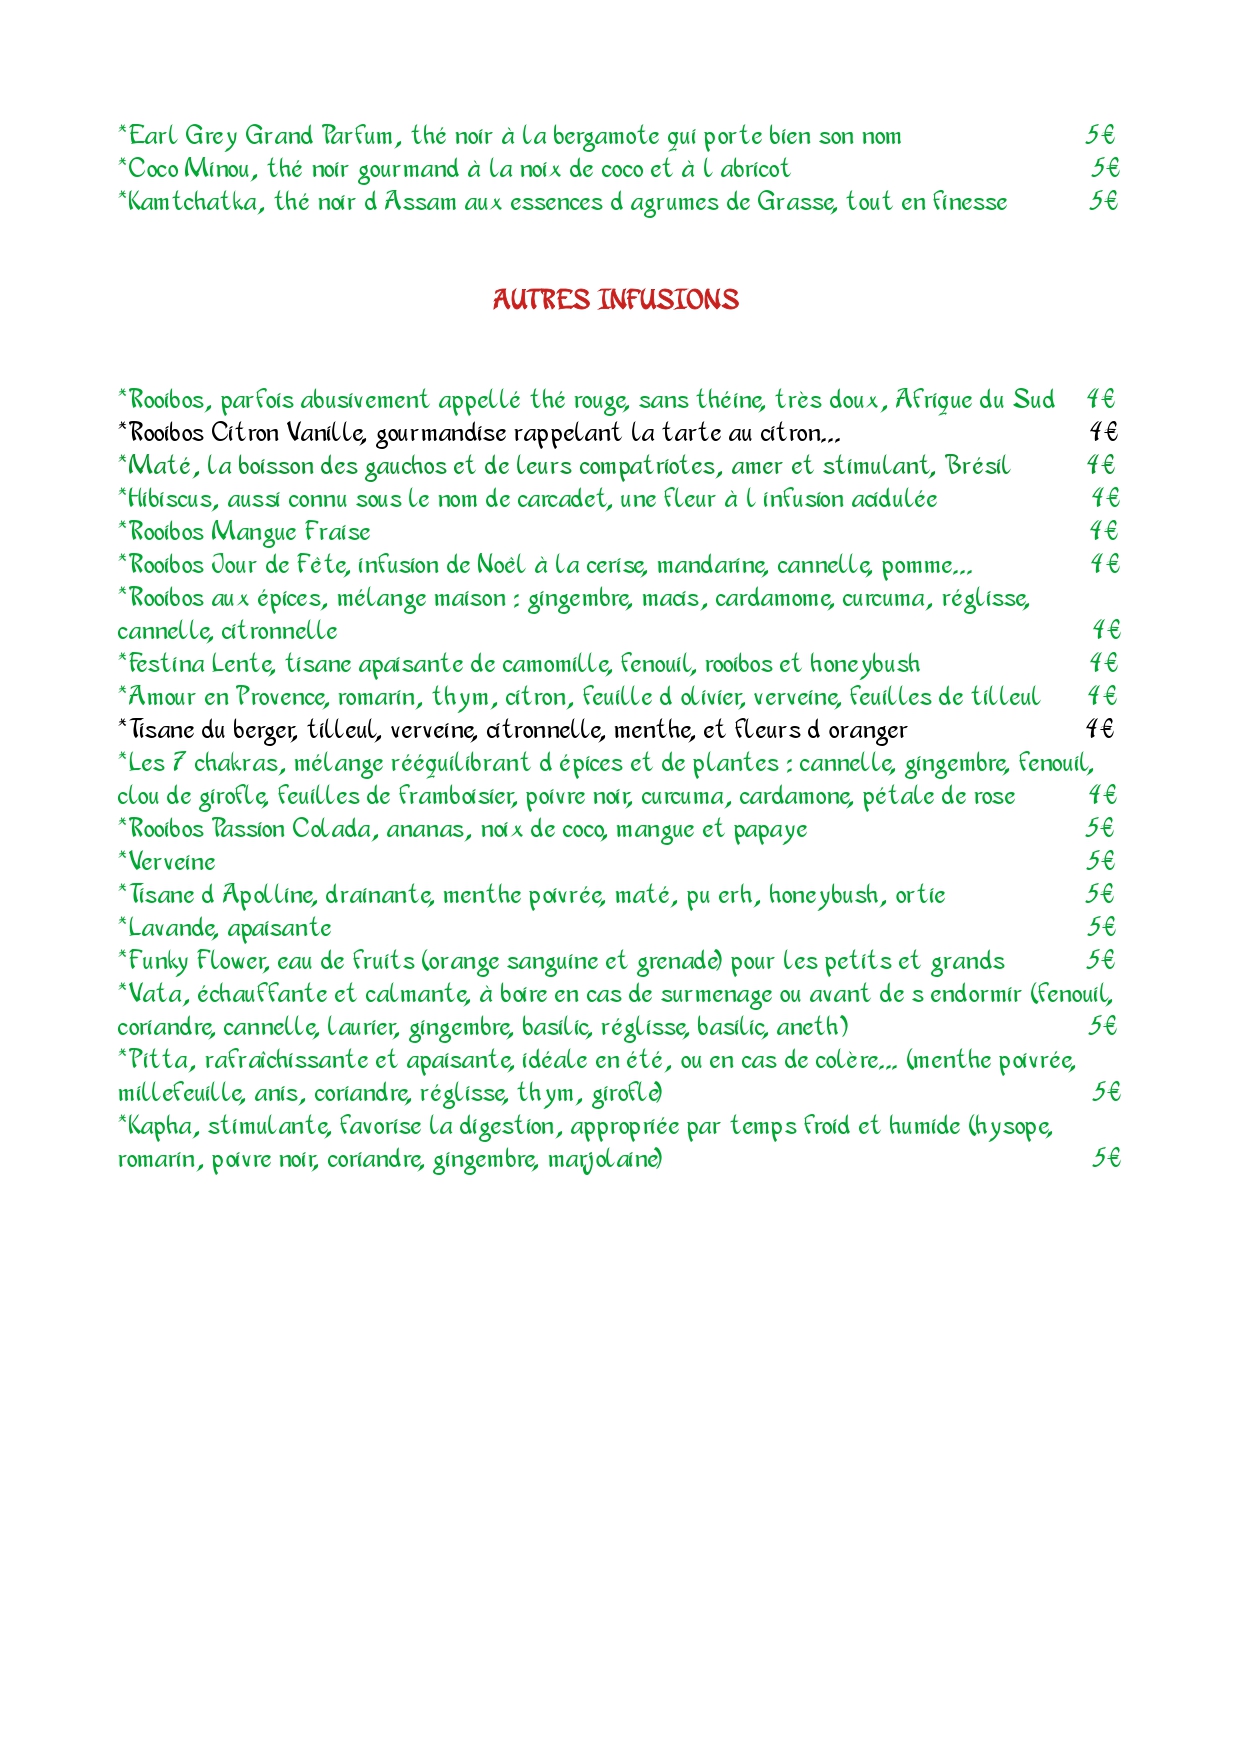 *Earl Grey Grand Parfum, thé noir à la bergamote qui porte bien son nom 5€
*Coco Minou, thé noir gourmand à la noix de coco et à l abricot 5€
*Kamtchatka, thé noir d Assam aux essences d agrumes de Grasse, tout en finesse 5€
AUTRES INFUSIONS
*Rooibos, parfois abusivement appellé thé rouge, sans théine, très doux, Afrique du Sud 4€
*Rooibos Citron Vanille, gourmandise rappelant la tarte au citron... 4€
*Maté, la boisson des gauchos et de leurs compatriotes, amer et stimulant, Brésil 4€
*Hibiscus, aussi connu sous le nom de carcadet, une fleur à l infusion acidulée 4€
*Rooibos Mangue Fraise 4€
*Rooibos Jour de Fête, infusion de Noël à la cerise, mandarine, cannelle, pomme... 4€
*Rooibos aux épices, mélange maison : gingembre, macis, cardamome, curcuma, réglisse,
cannelle, citronnelle 4€
*Festina Lente, tisane apaisante de camomille, fenouil, rooibos et honeybush 4€
*Amour en Provence, romarin, thym, citron, feuille d olivier, verveine, feuilles de tilleul 4€
*Tisane du berger, tilleul, verveine, citronnelle, menthe, et fleurs d oranger 4€
*Les 7 chakras, mélange rééquilibrant d épices et de plantes : cannelle, gingembre, fenouil,
clou de girofle, feuilles de framboisier, poivre noir, curcuma, cardamone, pétale de rose 4€
*Rooibos Passion Colada, ananas, noix de coco, mangue et papaye 5€
*Verveine 5€
*Tisane d Apolline, drainante, menthe poivrée, maté, pu erh, honeybush, ortie 5€
*Lavande, apaisante 5€
*Funky Flower, eau de fruits (orange sanguine et grenade) pour les petits et grands 5€
*Vata, échauffante et calmante, à boire en cas de surmenage ou avant de s endormir (fenouil,
coriandre, cannelle, laurier, gingembre, basilic, réglisse, basilic, aneth) 5€
*Pitta, rafraîchissante et apaisante, idéale en été, ou en cas de colère... (menthe poivrée,
millefeuille, anis, coriandre, réglisse, thym, girofle) 5€
*Kapha, stimulante, favorise la digestion, appropriée par temps froid et humide (hysope,
romarin, poivre noir, coriandre, gingembre, marjolaine) 5€